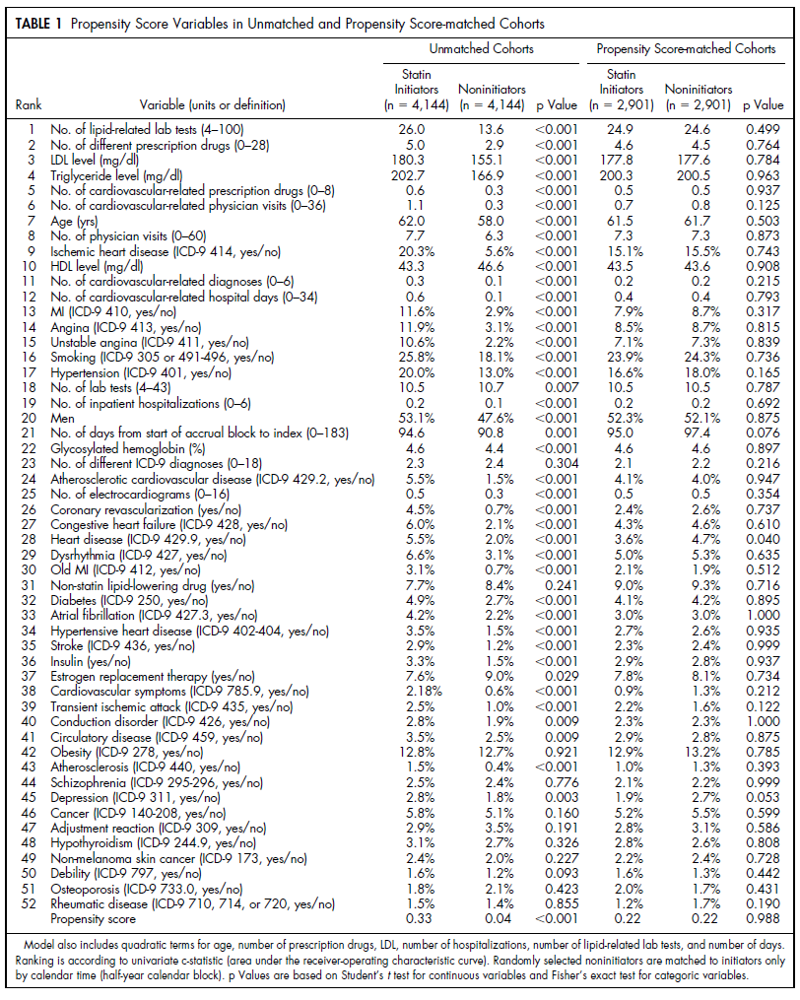 TABLE 1 Propensity Score Variables in Unmatched and Propensity Score-matched Cohorts
Unmatched Cohorts Propensity Score-matched Cohorts
Statin Statin
Initiators Noninitiators Initiators Noninitiators
Rank Variable (units or definition) (n = 4,144) (n = 4,144) p Value (n = 2,901) (n = 2,901) p Value
1 No. of lipid-related lab tests (4–100) 26.0 13.6 <0.001 24.9 24.6 0.499
2 No. of different prescription drugs (0–28) 5.0 2.9 <0.001 4.6 4.5 0.764
3 LDL level (mg/dl) 180.3 155.1 <0.001 177.8 177.6 0.784
4 Triglyceride level (mg/dl) 202.7 166.9 <0.001 200.3 200.5 0.963
5 No. of cardiovascular-related prescription drugs (0–8) 0.6 0.3 <0.001 0.5 0.5 0.937
6 No. of cardiovascular-related physician visits (0–36) 1.1 0.3 <0.001 0.7 0.8 0.125
7 Age (yrs) 62.0 58.0 <0.001 61.5 61.7 0.503
8 No. of physician visits (0–60) 7.7 6.3 <0.001 7.3 7.3 0.873
9 Ischemic heart disease (ICD-9 414, yes/no) 20.3% 5.6% <0.001 15.1% 15.5% 0.743
10 HDL level (mg/dl) 43.3 46.6 <0.001 43.5 43.6 0.908
11 No. of cardiovascular-related diagnoses (0–6) 0.3 0.1 <0.001 0.2 0.2 0.215
12 No. of cardiovascular-related hospital days (0–34) 0.6 0.1 <0.001 0.4 0.4 0.793
13 MI (ICD-9 410, yes/no) 11.6% 2.9% <0.001 7.9% 8.7% 0.317
14 Angina (ICD-9 413, yes/no) 11.9% 3.1% <0.001 8.5% 8.7% 0.815
15 Unstable angina (ICD-9 411, yes/no) 10.6% 2.2% <0.001 7.1% 7.3% 0.839
16 Smoking (ICD-9 305 or 491-496, yes/no) 25.8% 18.1% <0.001 23.9% 24.3% 0.736
17 Hypertension (ICD-9 401, yes/no) 20.0% 13.0% <0.001 16.6% 18.0% 0.165
18 No. of lab tests (4–43) 10.5 10.7 0.007 10.5 10.5 0.787
19 No. of inpatient hospitalizations (0–6) 0.2 0.1 <0.001 0.2 0.2 0.692
20 Men 53.1% 47.6% <0.001 52.3% 52.1% 0.875
21 No. of days from start of accrual block to index (0–183) 94.6 90.8 0.001 95.0 97.4 0.076
22 Glycosylated hemoglobin (%) 4.6 4.4 <0.001 4.6 4.6 0.897
23 No. of different ICD-9 diagnoses (0–18) 2.3 2.4 0.304 2.1 2.2 0.216
24 Atherosclerotic cardiovascular disease (ICD-9 429.2, yes/no) 5.5% 1.5% <0.001 4.1% 4.0% 0.947
25 No. of electrocardiograms (0–16) 0.5 0.3 <0.001 0.5 0.5 0.354
26 Coronary revascularization (yes/no) 4.5% 0.7% <0.001 2.4% 2.6% 0.737
27 Congestive heart failure (ICD-9 428, yes/no) 6.0% 2.1% <0.001 4.3% 4.6% 0.610
28 Heart disease (ICD-9 429.9, yes/no) 5.5% 2.0% <0.001 3.6% 4.7% 0.040
29 Dysrhythmia (ICD-9 427, yes/no) 6.6% 3.1% <0.001 5.0% 5.3% 0.635
30 Old MI (ICD-9 412, yes/no) 3.1% 0.7% <0.001 2.1% 1.9% 0.512
31 Non-statin lipid-lowering drug (yes/no) 7.7% 8.4% 0.241 9.0% 9.3% 0.716
32 Diabetes (ICD-9 250, yes/no) 4.9% 2.7% <0.001 4.1% 4.2% 0.895
33 Atrial fibrillation (ICD-9 427.3, yes/no) 4.2% 2.2% <0.001 3.0% 3.0% 1.000
34 Hypertensive heart disease (ICD-9 402-404, yes/no) 3.5% 1.5% <0.001 2.7% 2.6% 0.935
35 Stroke (ICD-9 436, yes/no) 2.9% 1.2% <0.001 2.3% 2.4% 0.999
36 Insulin (yes/no) 3.3% 1.5% <0.001 2.9% 2.8% 0.937
37 Estrogen replacement therapy (yes/no) 7.6% 9.0% 0.029 7.8% 8.1% 0.734
38 Cardiovascular symptoms (ICD-9 785.9, yes/no) 2.18% 0.6% <0.001 0.9% 1.3% 0.212
39 Transient ischemic attack (ICD-9 435, yes/no) 2.5% 1.0% <0.001 2.2% 1.6% 0.122
40 Conduction disorder (ICD-9 426, yes/no) 2.8% 1.9% 0.009 2.3% 2.3% 1.000
41 Circulatory disease (ICD-9 459, yes/no) 3.5% 2.5% 0.009 2.9% 2.8% 0.875
42 Obesity (ICD-9 278, yes/no) 12.8% 12.7% 0.921 12.9% 13.2% 0.785
43 Atherosclerosis (ICD-9 440, yes/no) 1.5% 0.4% <0.001 1.0% 1.3% 0.393
44 Schizophrenia (ICD-9 295-296, yes/no) 2.5% 2.4% 0.776 2.1% 2.2% 0.999
45 Depression (ICD-9 311, yes/no) 2.8% 1.8% 0.003 1.9% 2.7% 0.053
46 Cancer (ICD-9 140-208, yes/no) 5.8% 5.1% 0.160 5.2% 5.5% 0.599
47 Adjustment reaction (ICD-9 309, yes/no) 2.9% 3.5% 0.191 2.8% 3.1% 0.586
48 Hypothyroidism (ICD-9 244.9, yes/no) 3.1% 2.7% 0.326 2.8% 2.6% 0.808
49 Non-melanoma skin cancer (ICD-9 173, yes/no) 2.4% 2.0% 0.227 2.2% 2.4% 0.728
50 Debility (ICD-9 797, yes/no) 1.6% 1.2% 0.093 1.6% 1.3% 0.442
51 Osteoporosis (ICD-9 733.0, yes/no) 1.8% 2.1% 0.423 2.0% 1.7% 0.431
52 Rheumatic disease (ICD-9 710, 714, or 720, yes/no) 1.5% 1.4% 0.855 1.2% 1.7% 0.190
Propensity score 0.33 0.04 <0.001 0.22 0.22 0.988
Model also includes quadratic terms for age, number of prescription drugs, LDL, number of hospitalizations, number of lipid-related lab tests, and number of days.
Ranking is according to univariate c-statistic (area under the receiver-operating characteristic curve). Randomly selected noninitiators are matched to initiators only
by calendar time (half-year calendar block). p Values are based on Student's t test for continuous variables and Fisher's exact test for categoric variables.